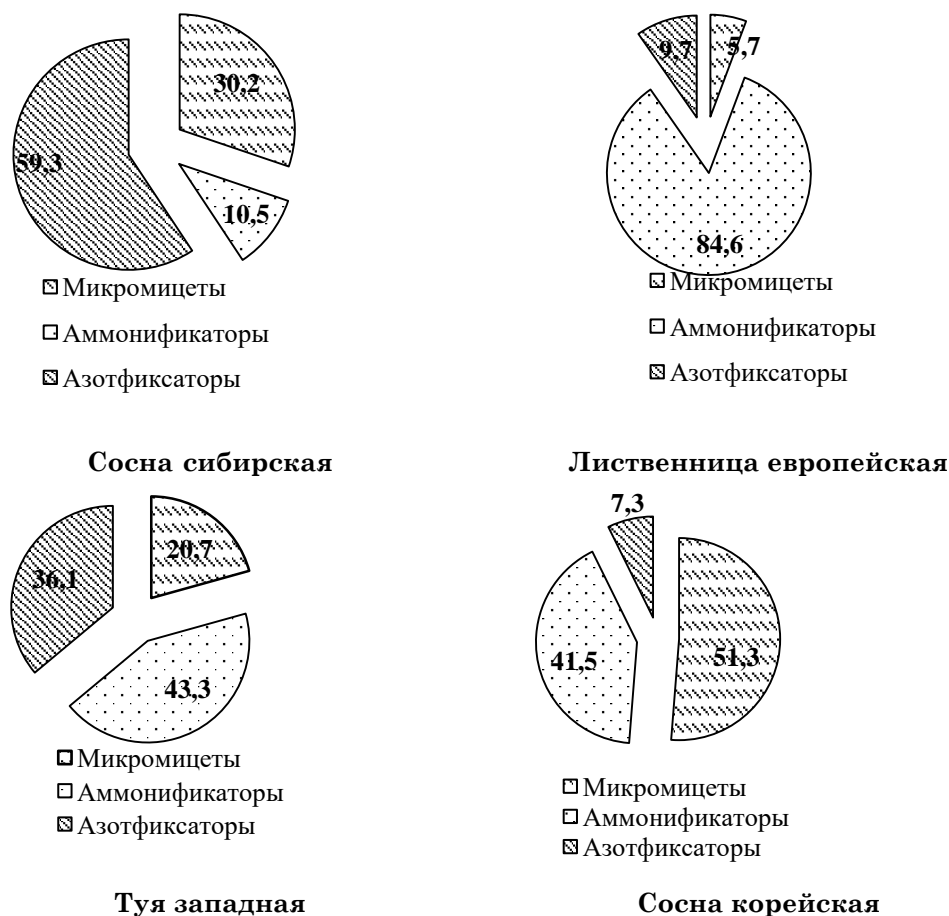 30,2
59,3
10,5
Микромицеты
Аммонификаторы
Азотфиксаторы
Сосна сибирская
9,7
5,7
84,6
Микромицеты
Аммонификаторы
Азотфиксаторы
Лиственница европейская
20,7
36,1
43,3
Микромицеты
Аммонификаторы
Азотфиксаторы
Туя западная
7,3
41,5
51,3
Микромицеты
Аммонификаторы
Азотфиксаторы
Сосна корейская